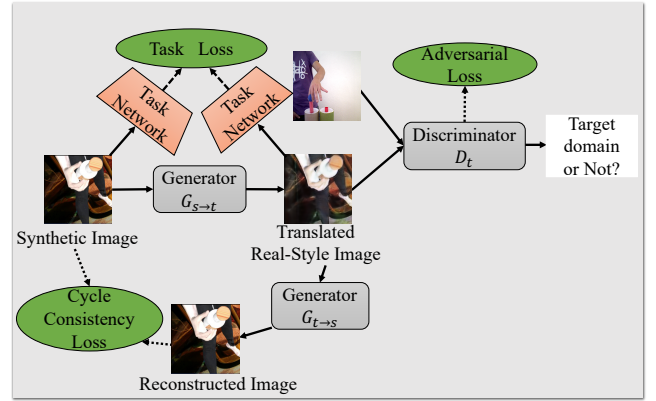 Task Loss
Adversarial
Loss
Task
Network
Task
Network
Discriminator
D_t
Target
domain
or Not?
Generator
G_{s→t}
Synthetic Image
Translated
Real-Style Image
Generator
G_{t→s}
Cycle
Consistency
Loss
Reconstructed Image